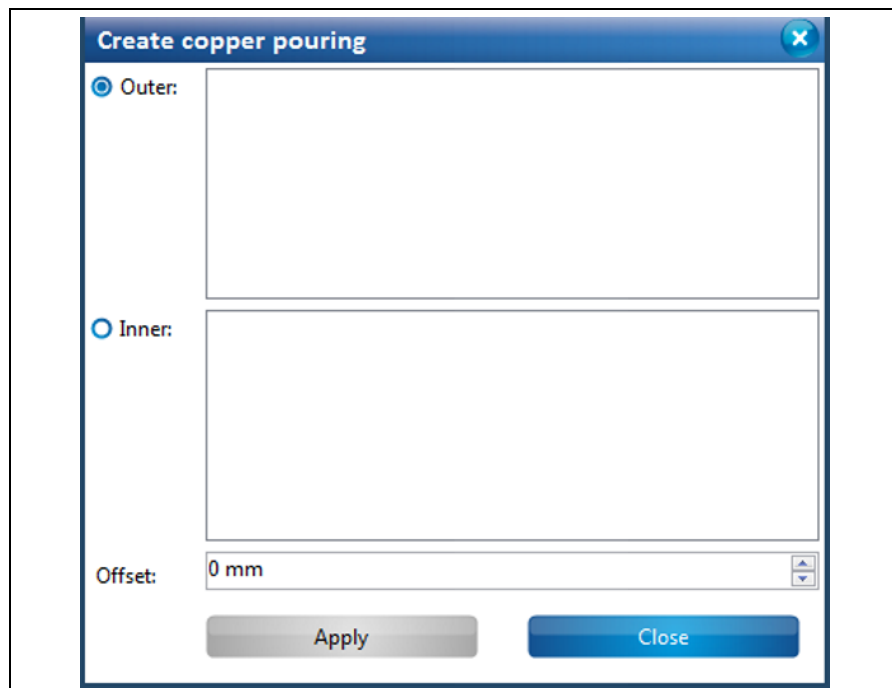 Create copper pouring
Outer:
Inner:
Offset:
0 mm
Apply
Close